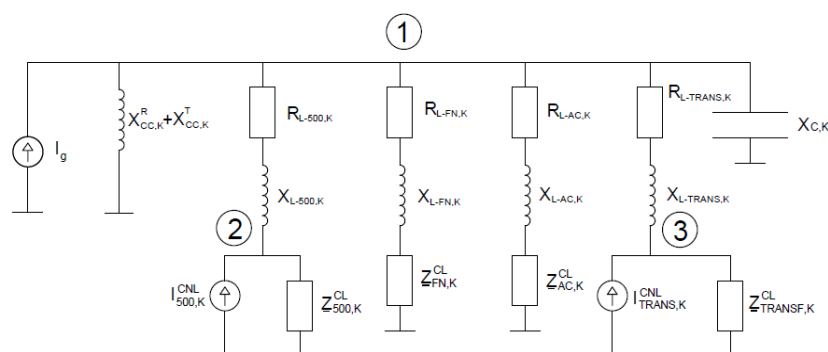 1
I_g
X^R_CC,K+X^T_CC,K
R_L-500,K
R_L-FN,K
R_L-AC,K
R_L-TRANS,K
X_C,K
X_L-500,K
X_L-FN,K
X_L-AC,K
X_L-TRANS,K
2
3
I^CNL_500,K
Z^CL_500,K
Z^CL_FN,K
Z^CL_AC,K
I^CNL_TRANS,K
Z^CL_TRANSF,K